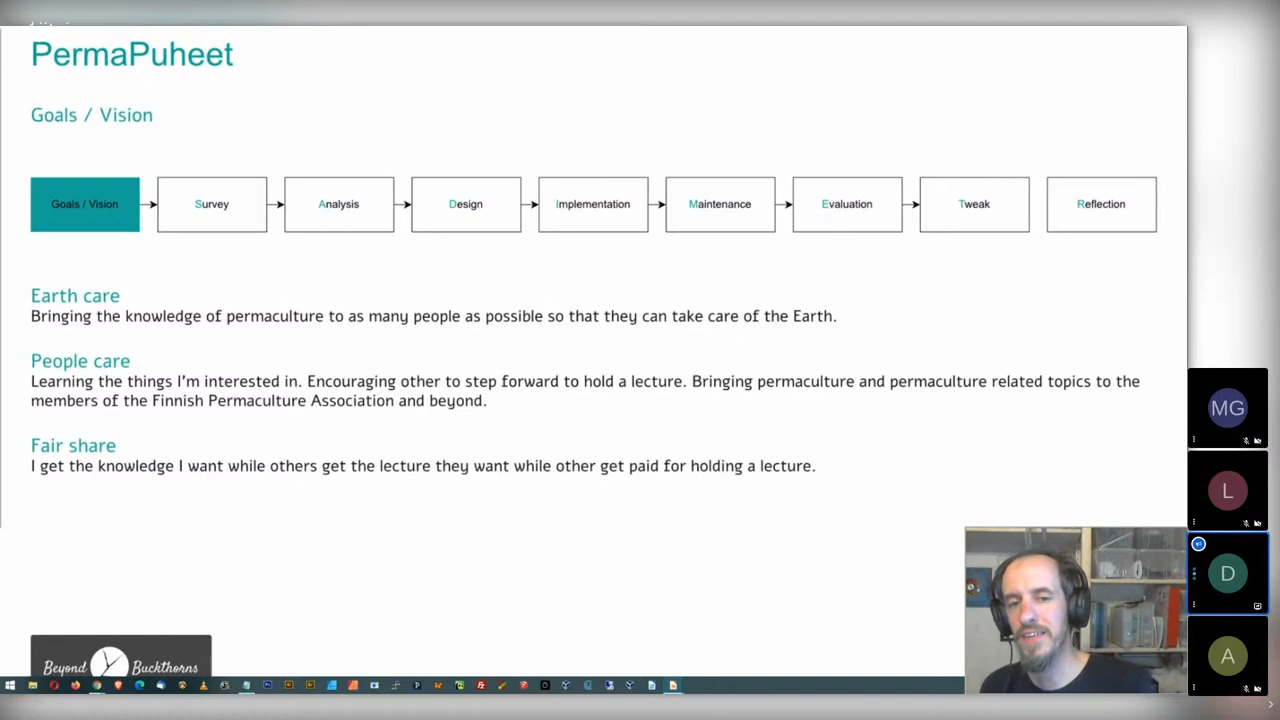 PermaPuheet
Goals / Vision
Goals / Vision
Survey
Analysis
Design
Implementation
Maintenance
Evaluation
Tweak
Reflection
Earth care
Bringing the knowledge of permaculture to as many people as possible so that they can take care of the Earth.
People care
Learning the things I'm interested in. Encouraging other to step forward to hold a lecture. Bringing permaculture and permaculture related topics to the
members of the Finnish Permaculture Association and beyond.
Fair share
I get the knowledge I want while others get the lecture they want while other get paid for holding a lecture.
MG
L
D
A
Beyond Buckthorns